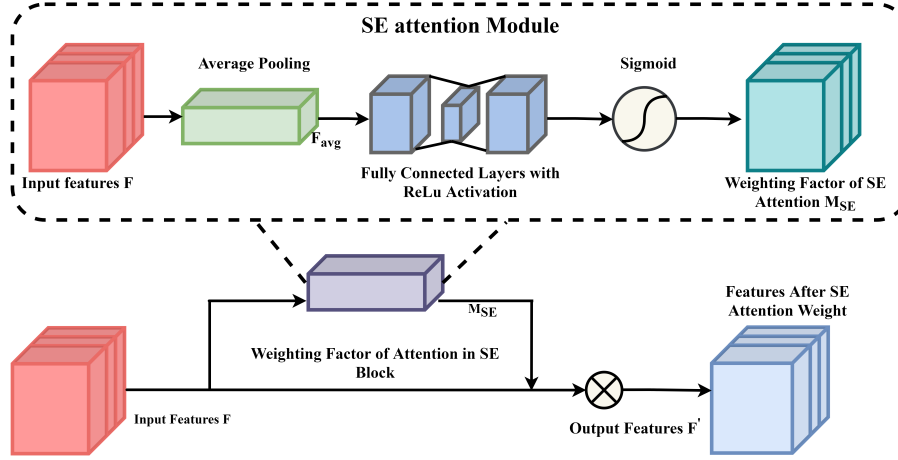 SE attention Module
Average Pooling
Sigmoid
F_avg
Input features F
Fully Connected Layers with
ReLu Activation
Weighting Factor of SE
Attention M_SE
M_SE
Features After SE
Attention Weight
Weighting Factor of Attention in SE
Block
Input Features F
Output Features F'